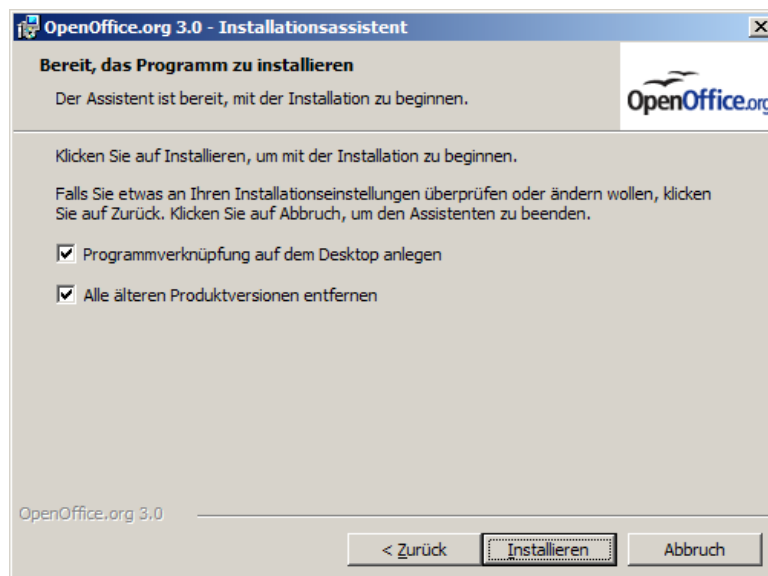 OpenOffice.org 3.0 - Installationsassistent
Bereit, das Programm zu installieren
Der Assistent ist bereit, mit der Installation zu beginnen.
OpenOffice.org
Klicken Sie auf Installieren, um mit der Installation zu beginnen.
Falls Sie etwas an Ihren Installationseinstellungen überprüfen oder ändern wollen, klicken
Sie auf Zurück. Klicken Sie auf Abbruch, um den Assistenten zu beenden.
Programmverknüpfung auf dem Desktop anlegen
Alle älteren Produktversionen entfernen
OpenOffice.org 3.0
< Zurück
Installieren
Abbruch